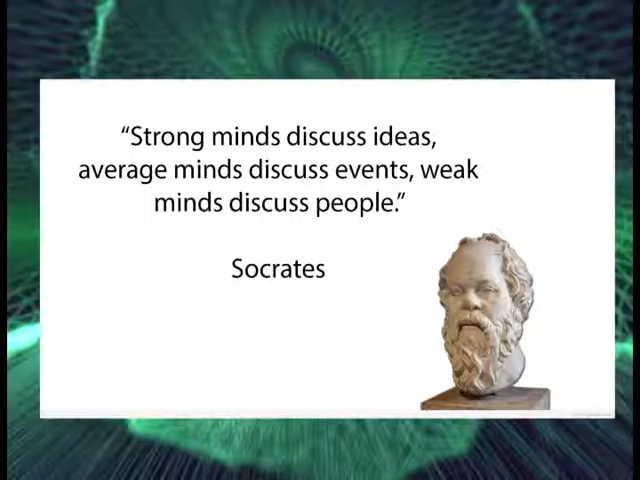 “Strong minds discuss ideas,
average minds discuss events, weak
minds discuss people.”
Socrates